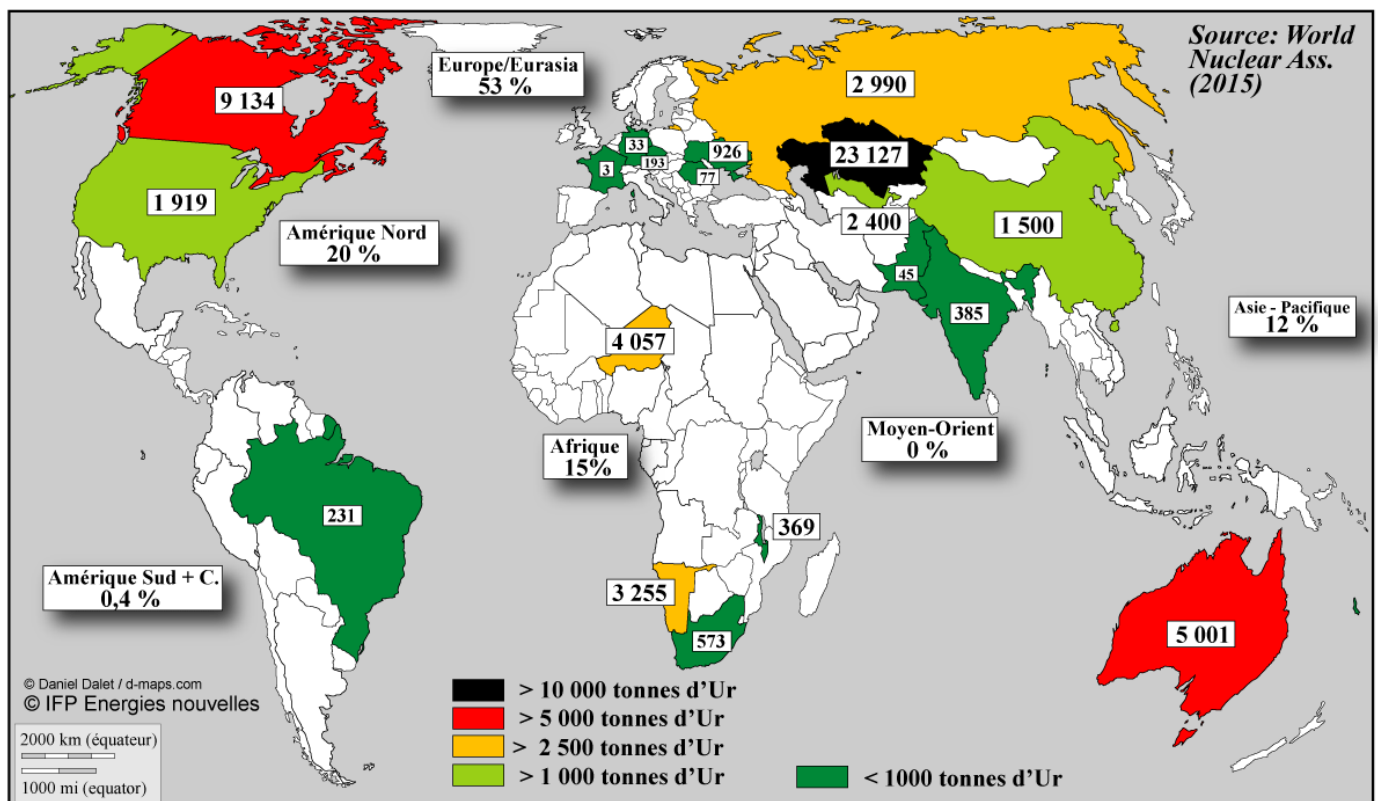 Source: World
Nuclear Ass.
(2015)
Europe/Eurasia
53 %
9 134
2 990
33
926
3
193
77
23 127
1 919
2 400
1 500
Amérique Nord
20 %
45
385
Asie - Pacifique
12 %
4 057
Moyen-Orient
0 %
Afrique
15%
231
369
Amérique Sud + C.
0,4 %
3 255
573
5 001
© Daniel Dalet / d-maps.com
© IFP Energies nouvelles
2000 km (équateur)
1000 mi (equator)
> 10 000 tonnes d'Ur
> 5 000 tonnes d'Ur
> 2 500 tonnes d'Ur
> 1 000 tonnes d'Ur
< 1000 tonnes d'Ur